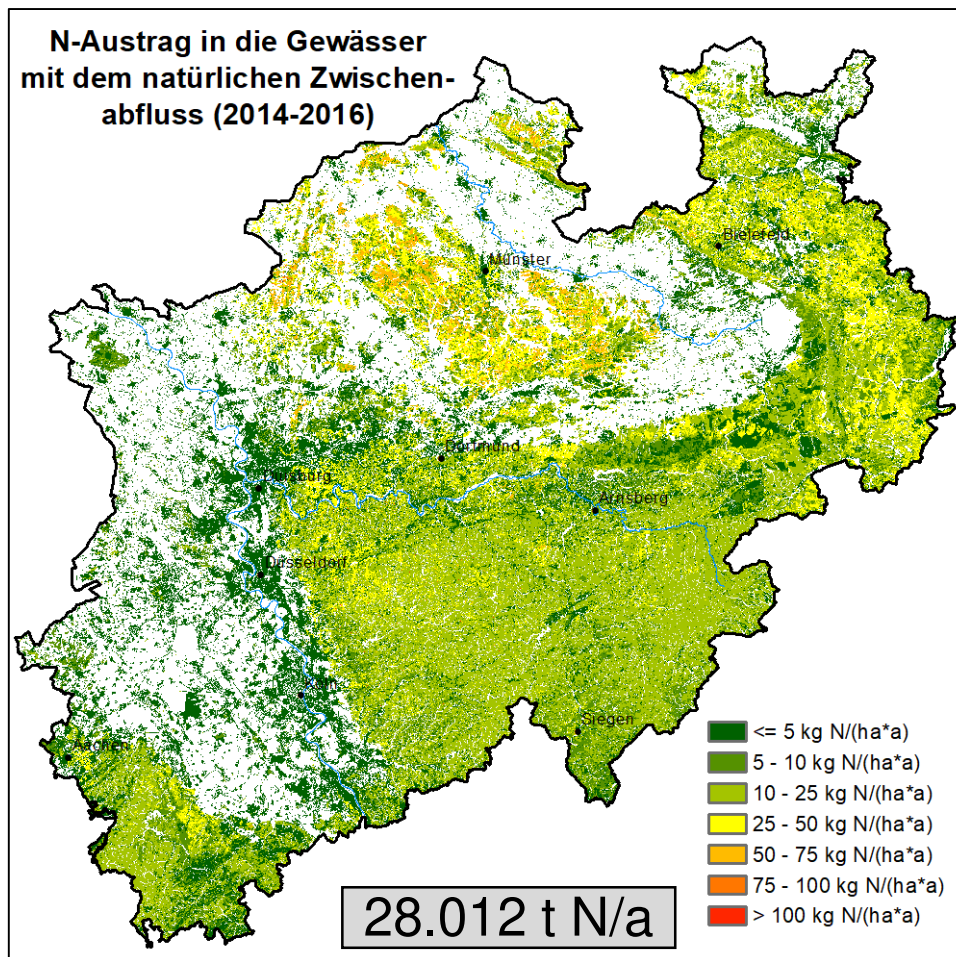 N-Austrag in die Gewässer
mit dem natürlichen Zwischen-
abfluss (2014-2016)
Bielefeld
Münster
Dortmund
Duisburg
Arnsberg
Düsseldorf
Köln
Siegen
Aachen
<= 5 kg N/(ha*a)
5 - 10 kg N/(ha*a)
10 - 25 kg N/(ha*a)
25 - 50 kg N/(ha*a)
50 - 75 kg N/(ha*a)
75 - 100 kg N/(ha*a)
> 100 kg N/(ha*a)
28.012 t N/a